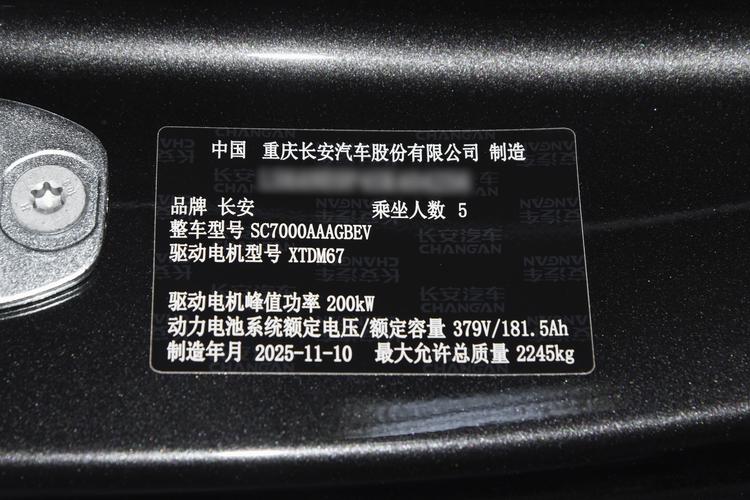 中国 重庆长安汽车股份有限公司 制造
品牌 长安 乘坐人数 5
整车型号 SC7000AAAGBEV
驱动电机型号 XTDM67
驱动电机峰值功率 200kW
动力电池系统额定电压/额定容量 379V/181.5Ah
制造年月 2025-11-10 最大允许总质量 2245kg